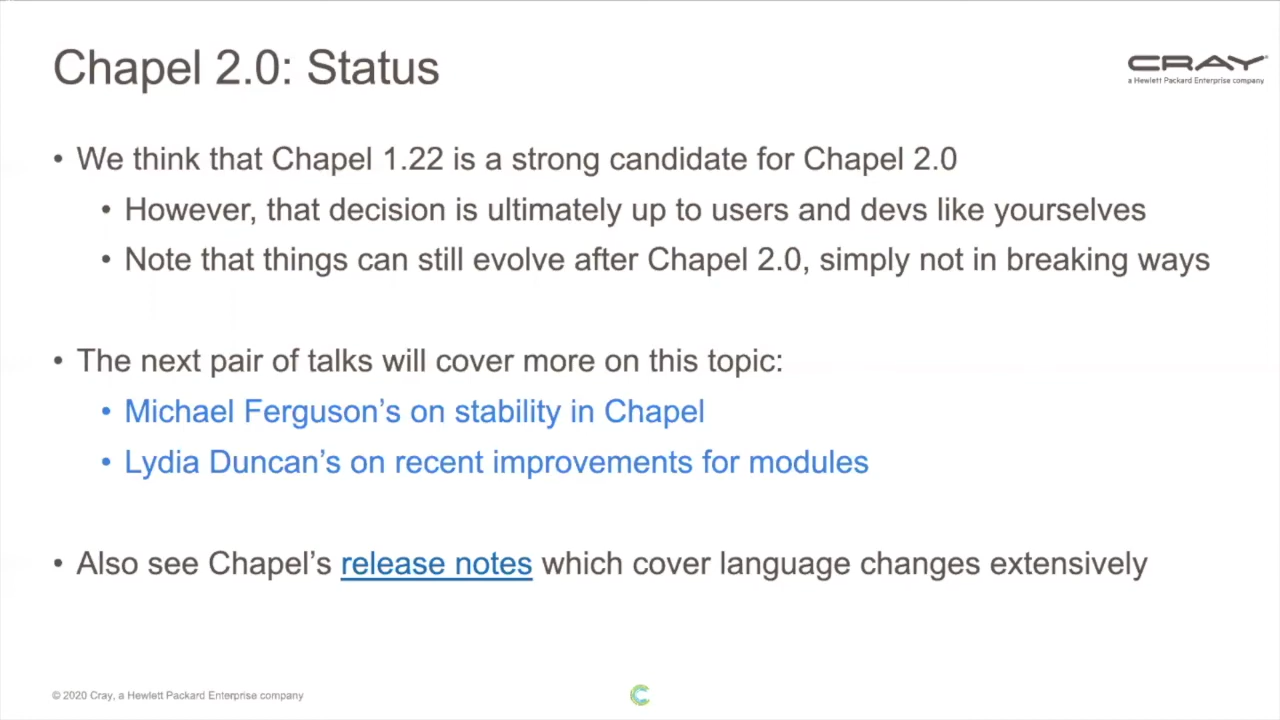 Chapel 2.0: Status
CRAY
a Hewlett Packard Enterprise company
• We think that Chapel 1.22 is a strong candidate for Chapel 2.0
• However, that decision is ultimately up to users and devs like yourselves
• Note that things can still evolve after Chapel 2.0, simply not in breaking ways
• The next pair of talks will cover more on this topic:
• Michael Ferguson’s on stability in Chapel
• Lydia Duncan’s on recent improvements for modules
• Also see Chapel’s release notes which cover language changes extensively
© 2020 Cray, a Hewlett Packard Enterprise company